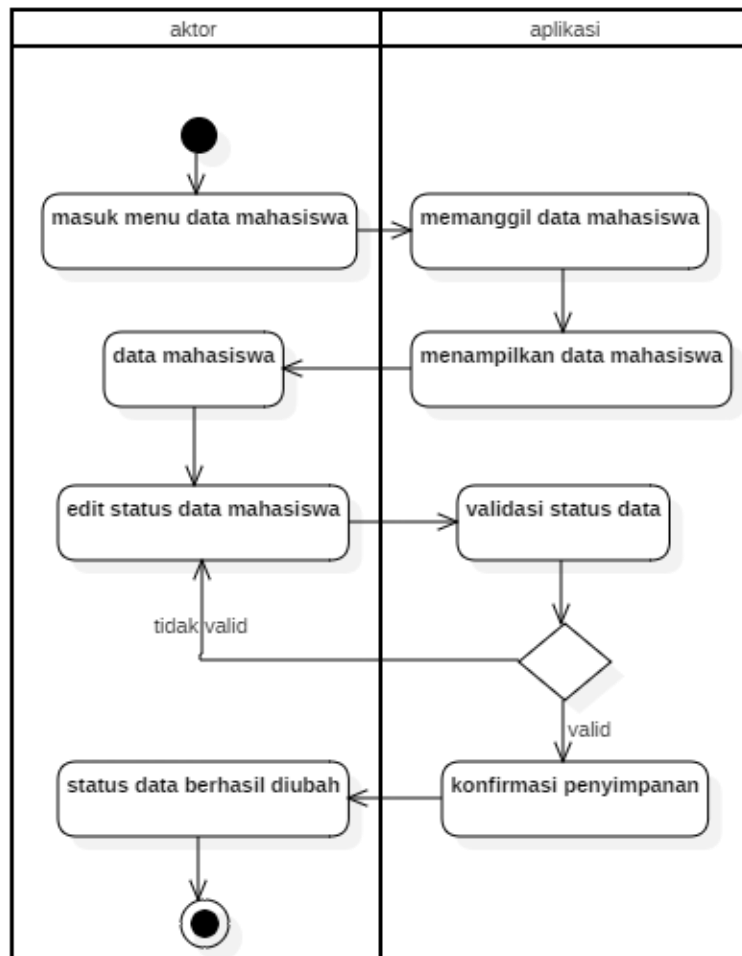 aktor
aplikasi
masuk menu data mahasiswa
memanggil data mahasiswa
data mahasiswa
menampilkan data mahasiswa
edit status data mahasiswa
validasi status data
tidak valid
valid
status data berhasil diubah
konfirmasi penyimpanan